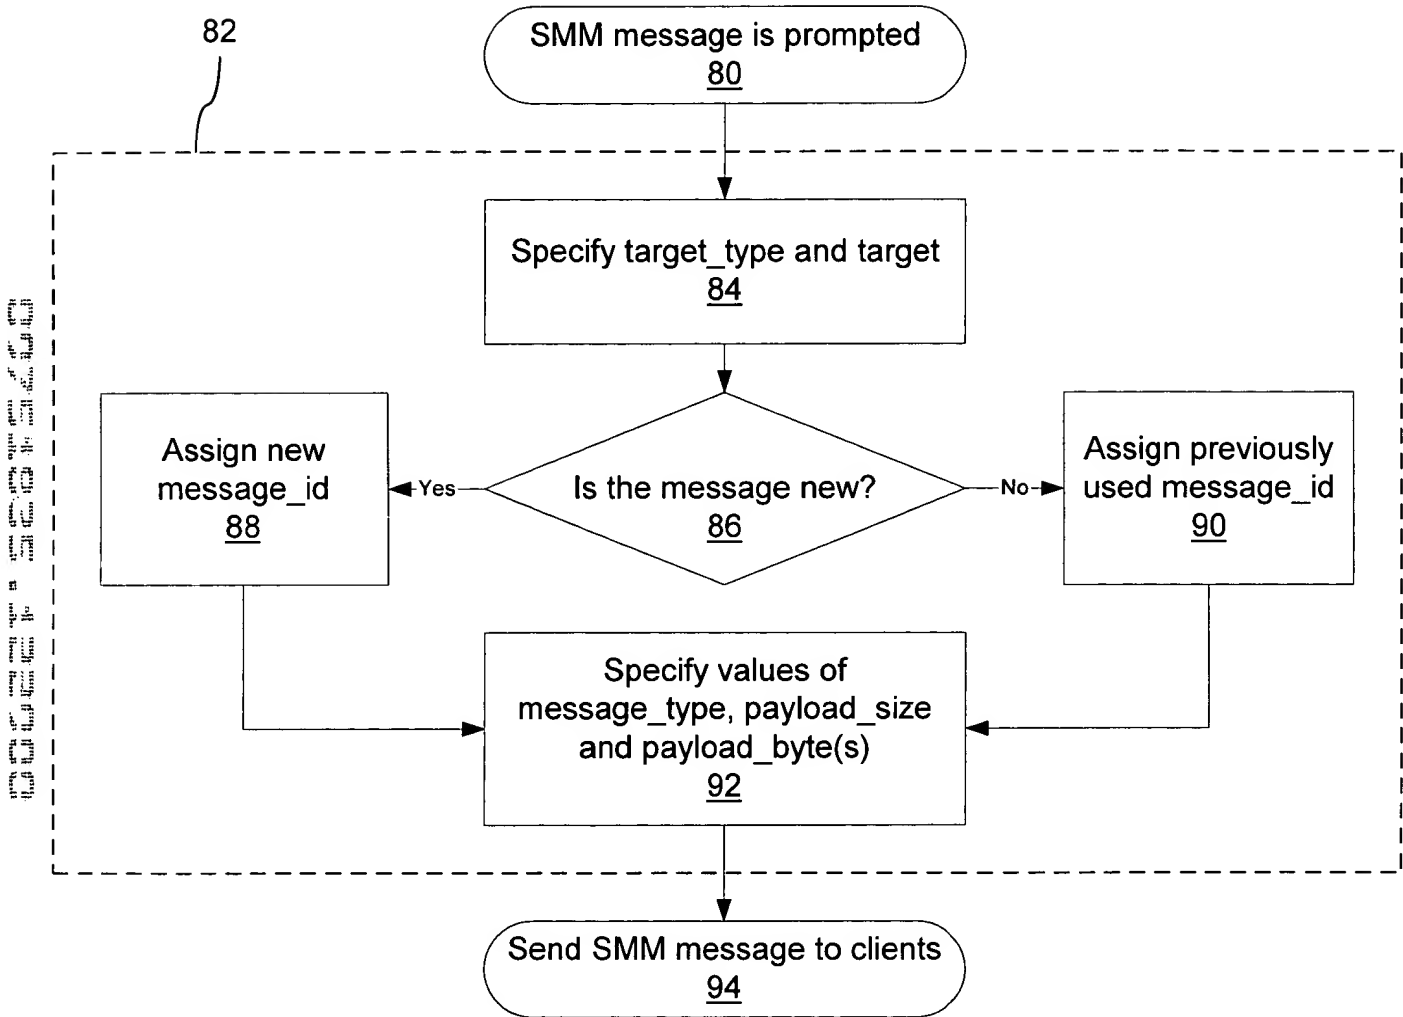 82
SMM message is prompted
80
Specify target_type and target
84
Assign new
message_id
88
Yes
Is the message new?
86
No
Assign previously
used message_id
90
Specify values of
message_type, payload_size
and payload_byte(s)
92
Send SMM message to clients
94